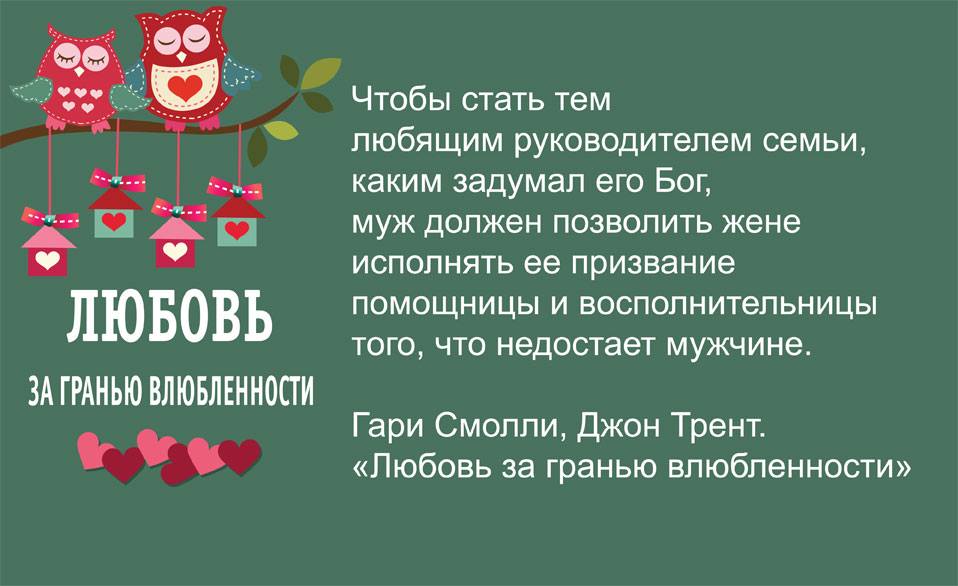 ЛЮБОВЬ
ЗА ГРАНЬЮ ВЛЮБЛЕННОСТИ
Чтобы стать тем
любящим руководителем семьи,
каким задумал его Бог,
муж должен позволить жене
исполнять ее призвание
помощницы и восполнительницы
того, что недостает мужчине.
Гари Смолли, Джон Трент.
«Любовь за гранью влюбленности»